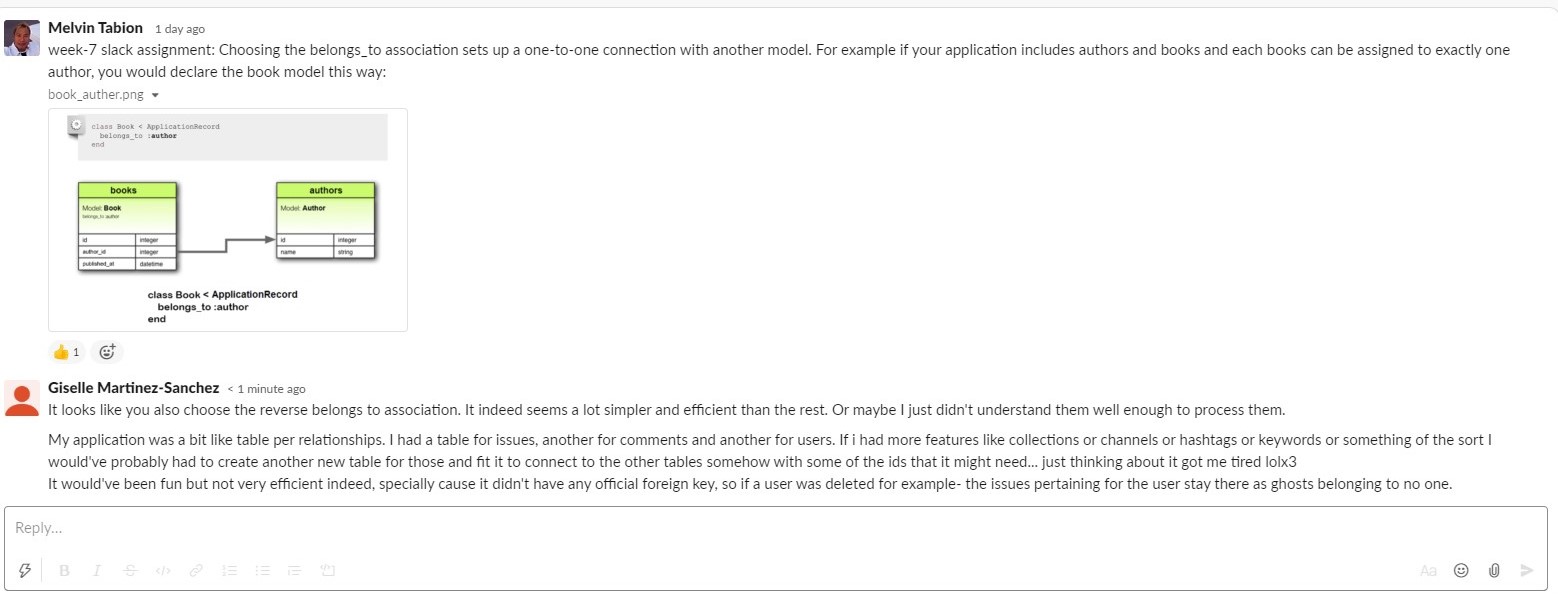 Melvin Tabion 1 day ago
week-7 slack assignment: Choosing the belongs_to association sets up a one-to-one connection with another model. For example if your application includes authors and books and each books can be assigned to exactly one
author, you would declare the book model this way:
book_auther.png
class Book < ApplicationRecord
belongs_to :author
end
books
Model: Book
belongs_to author
id integer
author_id integer
published_at datetime
authors
Model: Author
id integer
name string
class Book < ApplicationRecord
belongs_to :author
end
1
Giselle Martinez-Sanchez < 1 minute ago
It looks like you also choose the reverse belongs to association. It indeed seems a lot simpler and efficient than the rest. Or maybe I just didn't understand them well enough to process them.
My application was a bit like table per relationships. I had a table for issues, another for comments and another for users. If i had more features like collections or channels or hashtags or keywords or something of the sort I
would've probably had to create another new table for those and fit it to connect to the other tables somehow with some of the ids that it might need... just thinking about it got me tired lolx3
It would've been fun but not very efficient indeed, specially cause it didn't have any official foreign key, so if a user was deleted for example- the issues pertaining for the user stay there as ghosts belonging to no one.
Reply...
B I S </> Aa